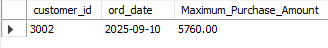 customer_id ord_date Maximum_Purchase_Amount
3002 2025-09-10 5760.00